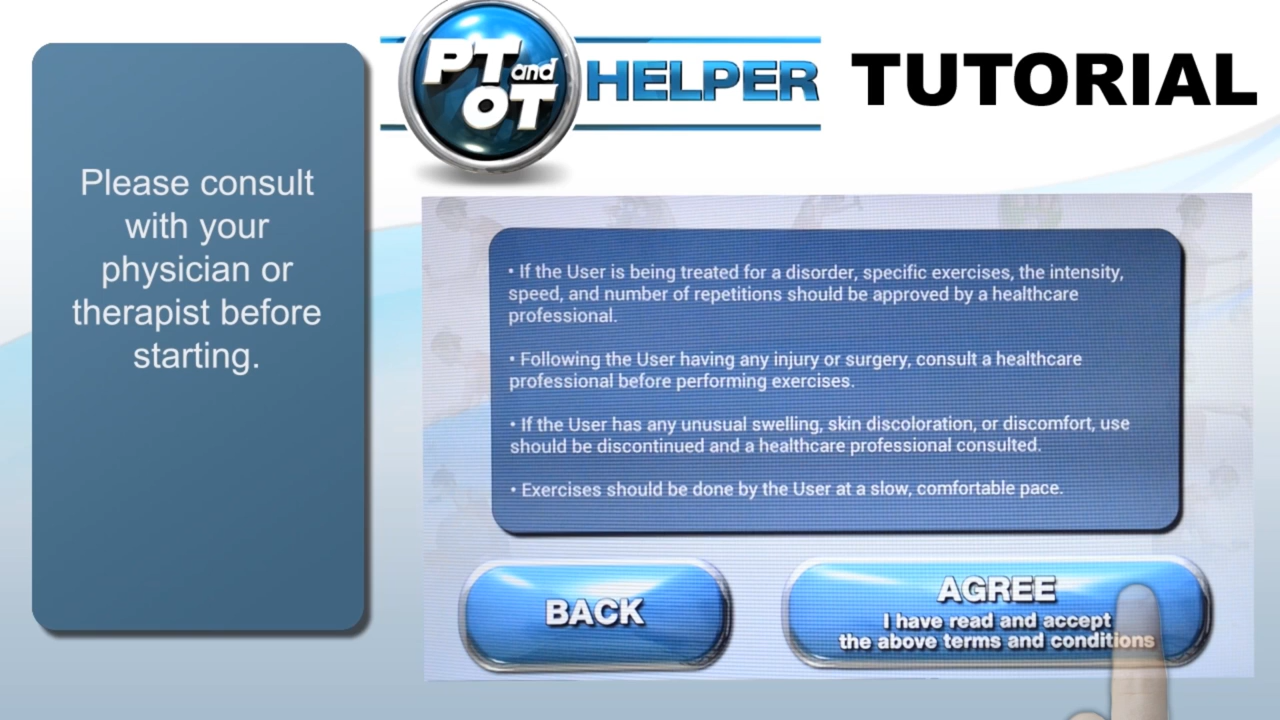 PT and
OT
HELPER
TUTORIAL
Please consult
with your
physician or
therapist before
starting.
• If the User is being treated for a disorder, specific exercises, the intensity,
speed, and number of repetitions should be approved by a healthcare
professional.
• Following the User having any injury or surgery, consult a healthcare
professional before performing exercises.
• If the User has any unusual swelling, skin discoloration, or discomfort, use
should be discontinued and a healthcare professional consulted.
• Exercises should be done by the User at a slow, comfortable pace.
BACK
AGREE
I have read and accept
the above terms and conditions